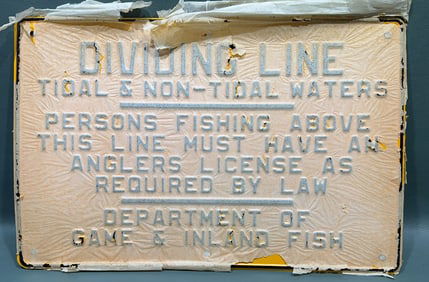 DIVIDING LINE
TIDAL & NON-TIDAL WATERS
PERSONS FISHING ABOVE
THIS LINE MUST HAVE AN
ANGLERS LICENSE AS
REQUIRED BY LAW
DEPARTMENT OF
GAME & INLAND FISH